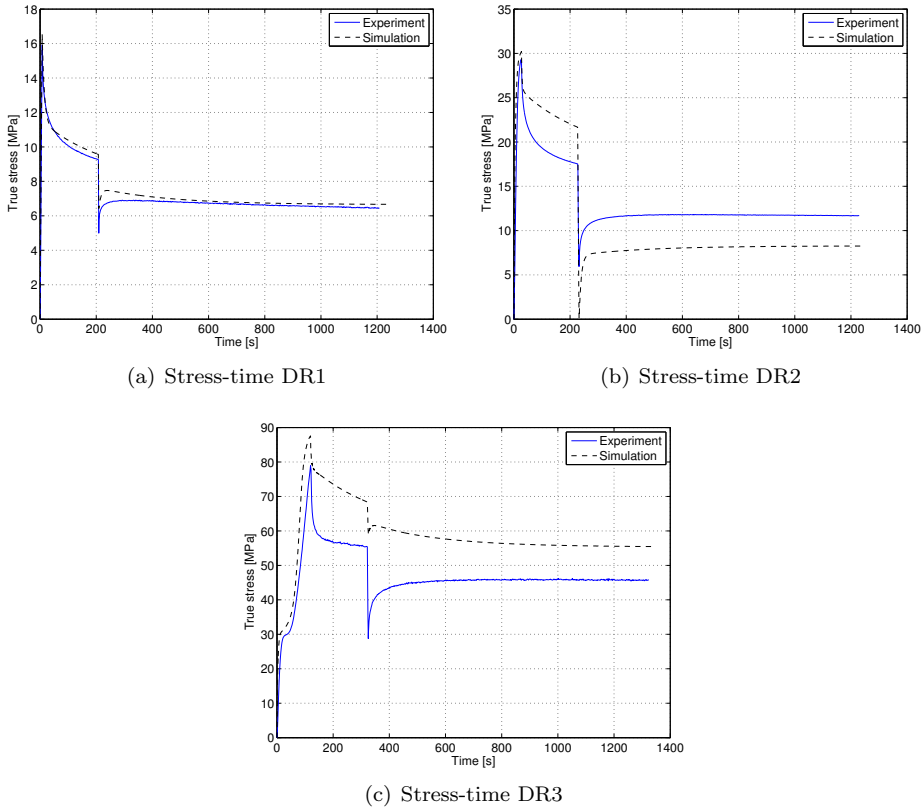 18
16
14
12
10
8
6
4
2
0
True stress [MPa]
0 200 400 600 800 1000 1200 1400
Time [s]
Experiment
Simulation
(a) Stress-time DR1
35
30
25
20
15
10
5
0
True stress [MPa]
0 200 400 600 800 1000 1200 1400
Time [s]
Experiment
Simulation
(b) Stress-time DR2
90
80
70
60
50
40
30
20
10
0
True stress [MPa]
0 200 400 600 800 1000 1200 1400
Time [s]
Experiment
Simulation
(c) Stress-time DR3